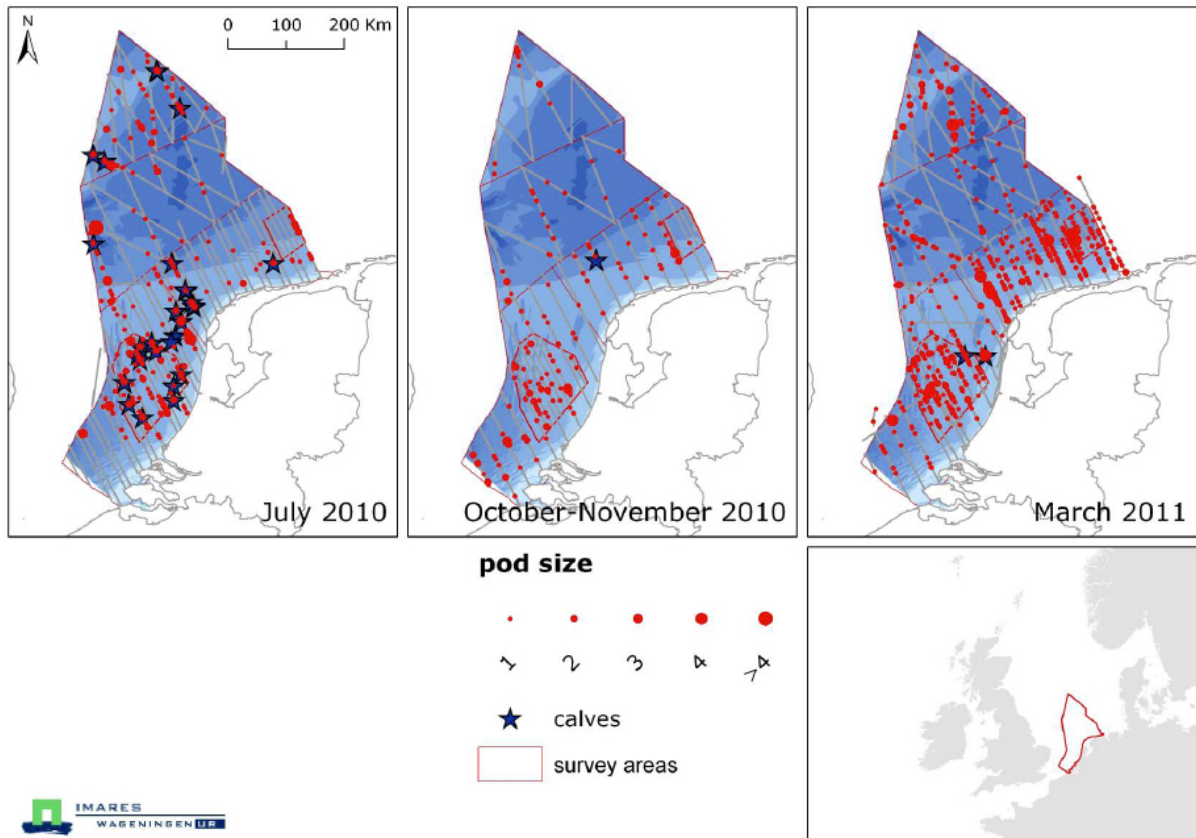 N
0 100 200 Km
July 2010
October-November 2010
March 2011
pod size
1 2 3 4 >4
calves
survey areas
IMARES
WAGENINGEN UR